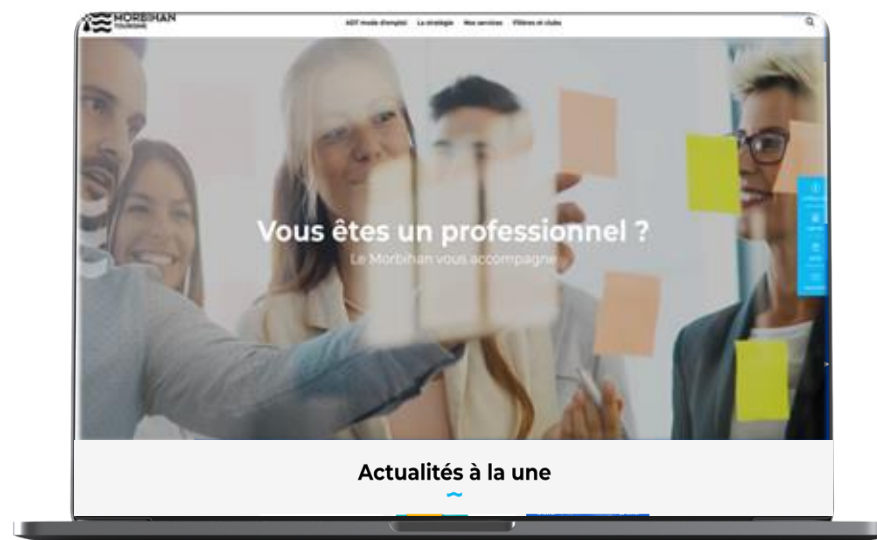 MORBIHAN
TOURISME
ADT mode d'emploi La stratégie Nos services Filières et clubs
Vous êtes un professionnel ?
Le Morbihan vous accompagne
Actualités à la une